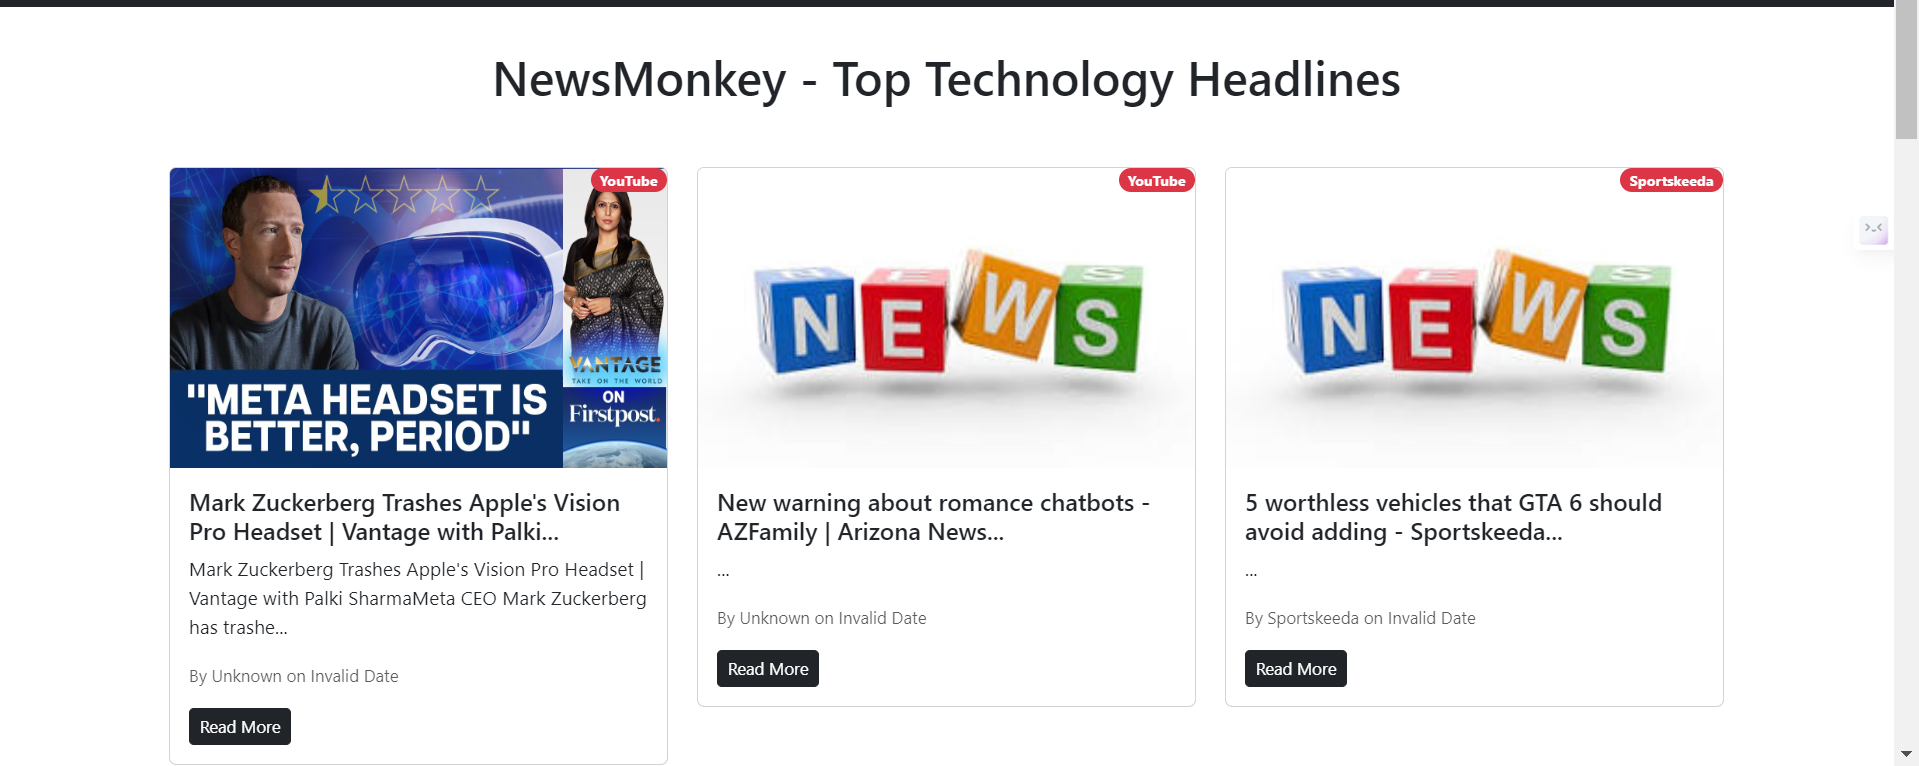 NewsMonkey - Top Technology Headlines
YouTube
VANTAGE
TAKE ON THE WORLD
"META HEADSET IS
BETTER, PERIOD"
ON
Firstpost.
Mark Zuckerberg Trashes Apple's Vision
Pro Headset | Vantage with Palki...
Mark Zuckerberg Trashes Apple's Vision Pro Headset |
Vantage with Palki SharmaMeta CEO Mark Zuckerberg
has trashe...
By Unknown on Invalid Date
Read More
YouTube
NEWS
New warning about romance chatbots -
AZFamily | Arizona News...
...
By Unknown on Invalid Date
Read More
Sportskeeda
NEWS
5 worthless vehicles that GTA 6 should
avoid adding - Sportskeeda...
...
By Sportskeeda on Invalid Date
Read More